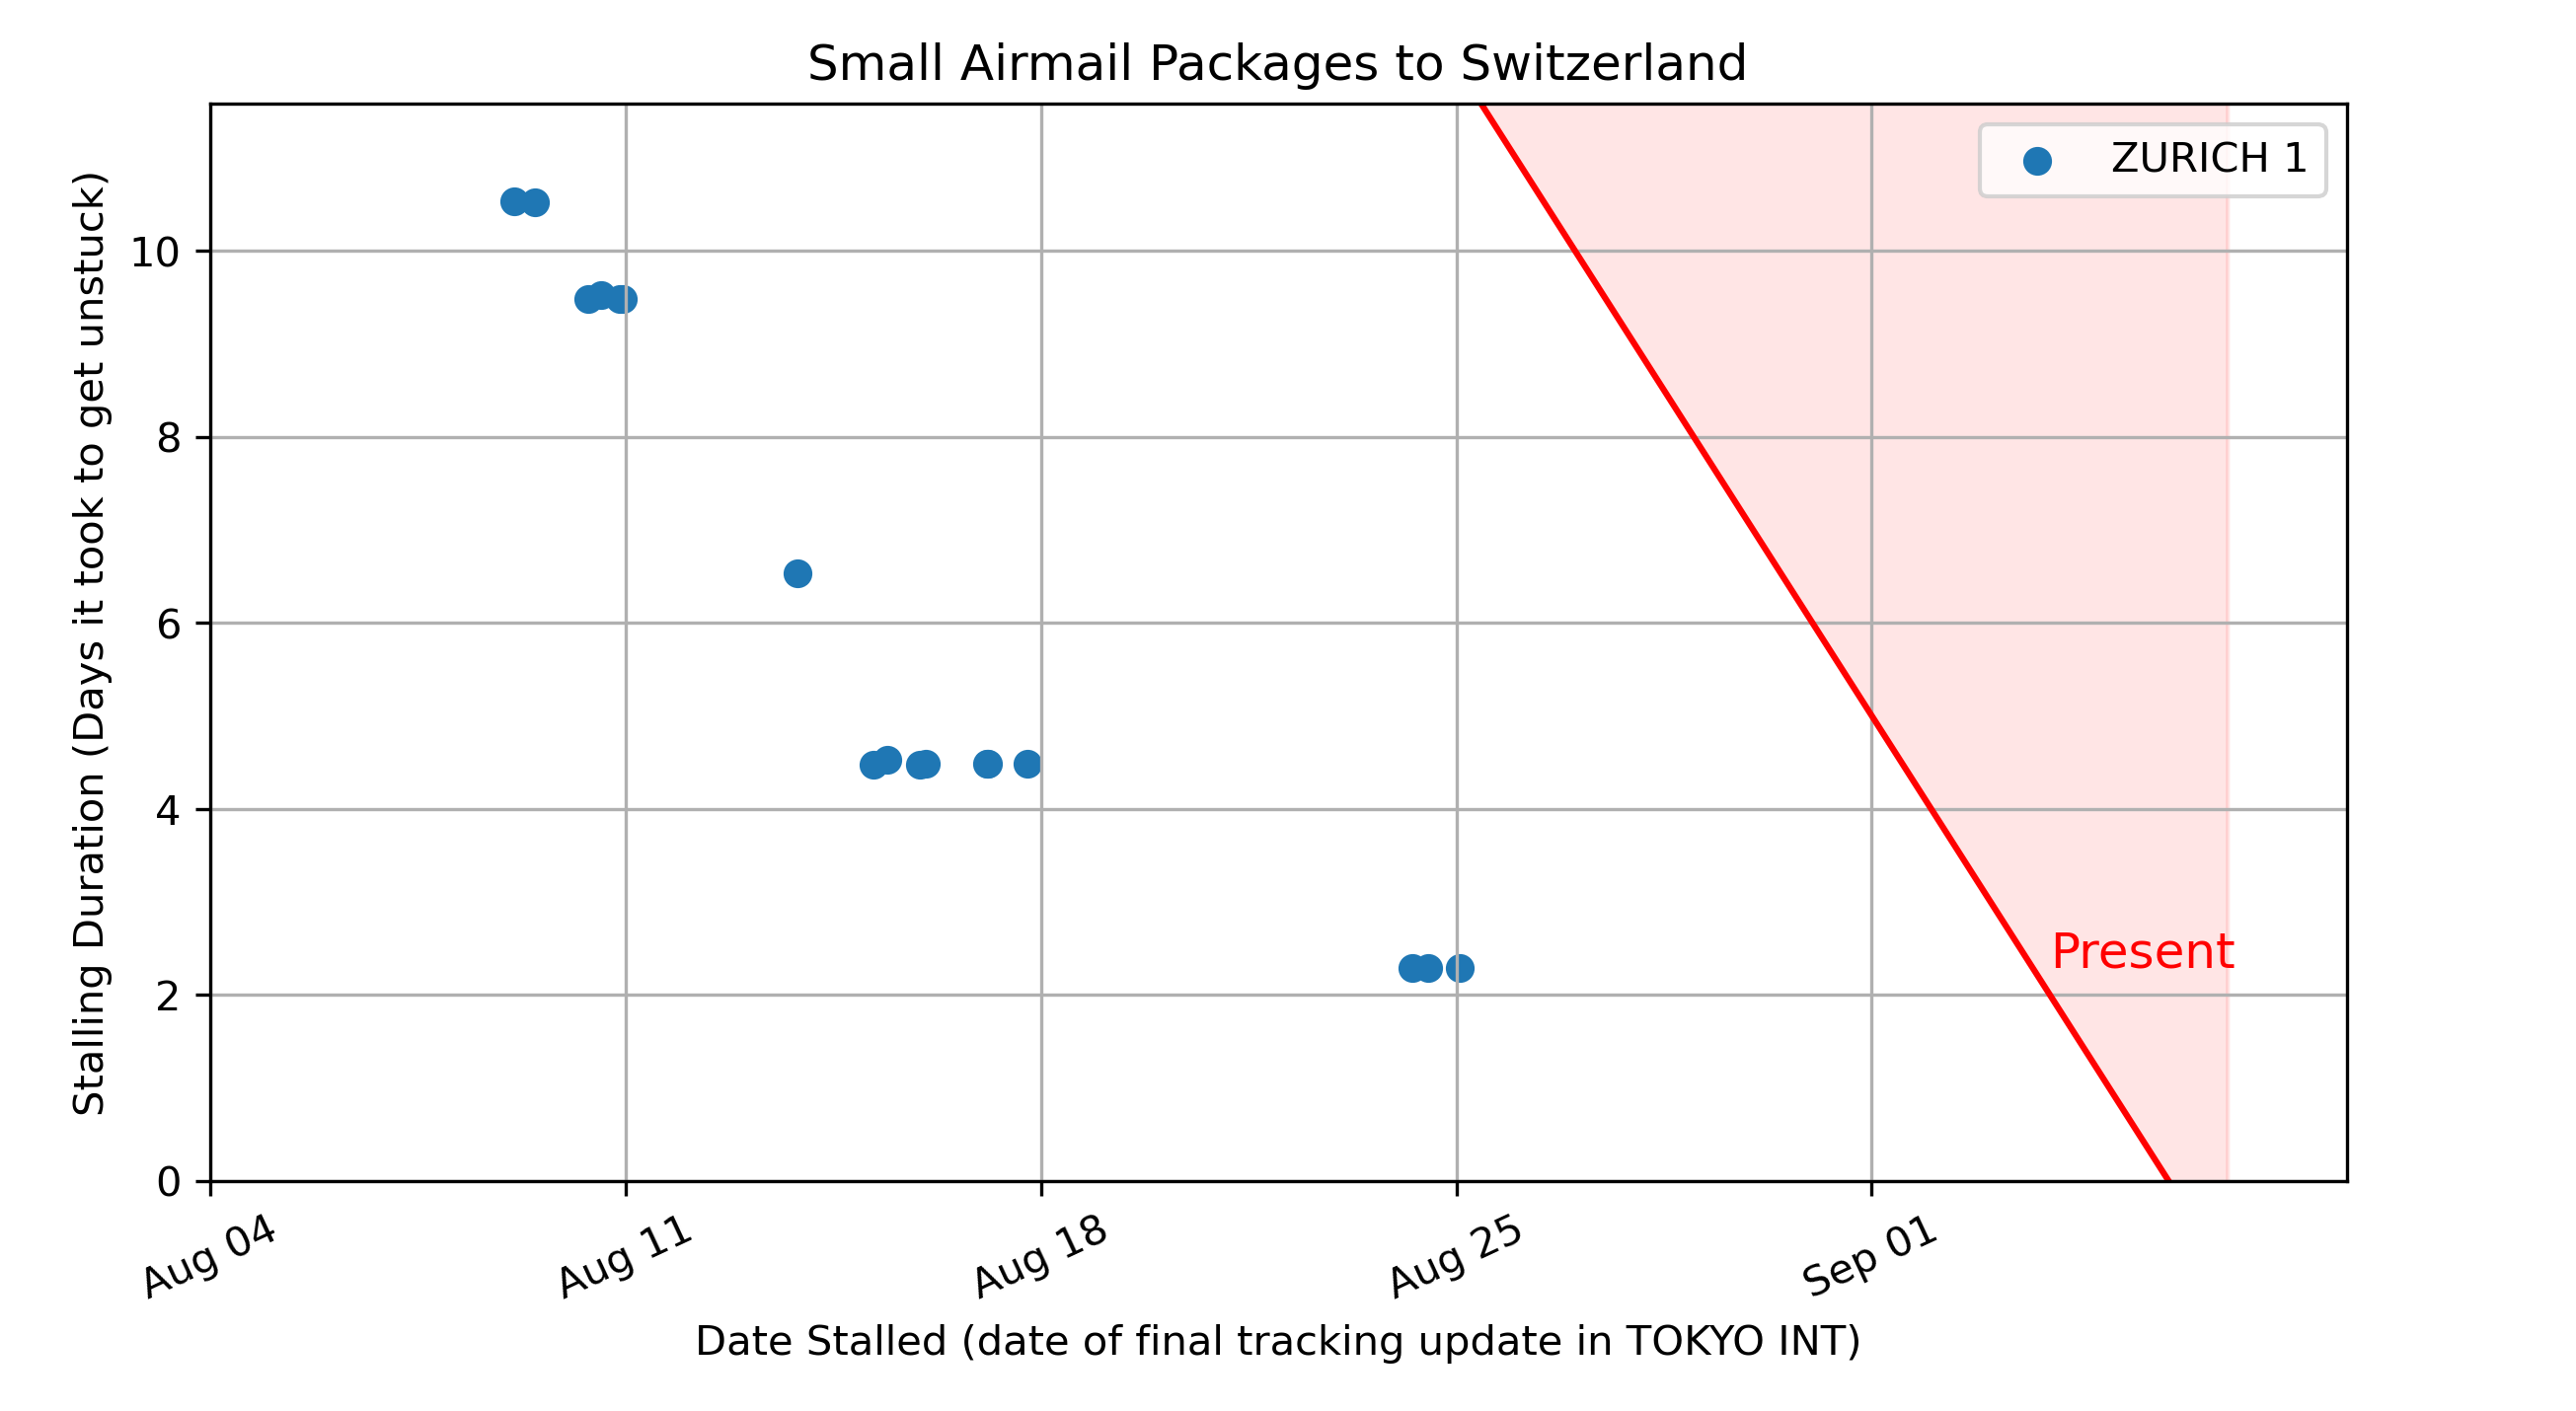 Small Airmail Packages to Switzerland
Stalling Duration (Days it took to get unstuck)
10
8
6
4
2
0
ZURICH 1
Present
Aug 04
Aug 11
Aug 18
Aug 25
Sep 01
Date Stalled (date of final tracking update in TOKYO INT)